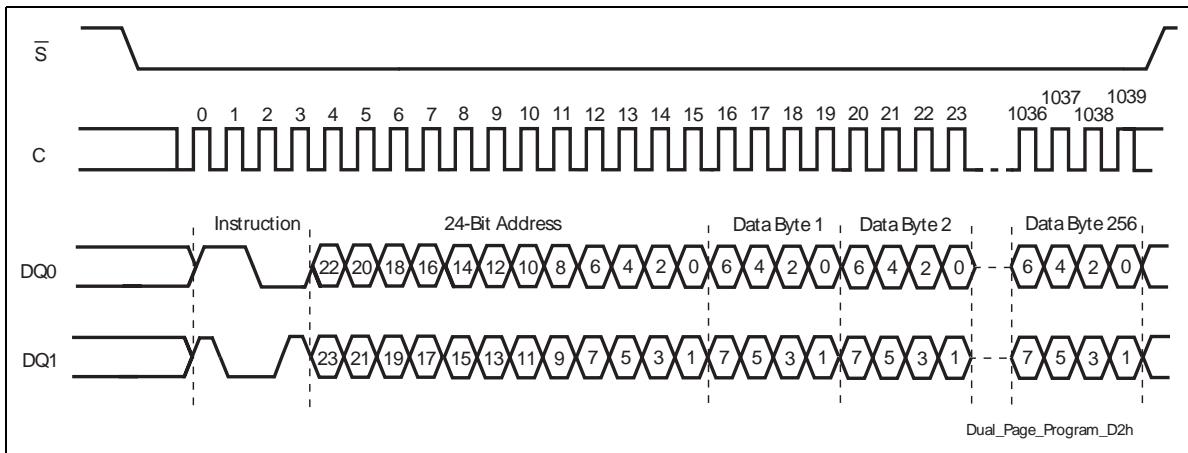 S
1037 1039
0 1 2 3 4 5 6 7 8 9 10 11 12 13 14 15 16 17 18 19 20 21 22 23 1036 1038
C
Instruction 24-Bit Address Data Byte 1 Data Byte 2 Data Byte 256
DQ0 22 20 18 16 14 12 10 8 6 4 2 0 6 4 2 0 6 4 2 0 6 4 2 0
DQ1 23 21 19 17 15 13 11 9 7 5 3 1 7 5 3 1 7 5 3 1 7 5 3 1
Dual_Page_Program_D2h